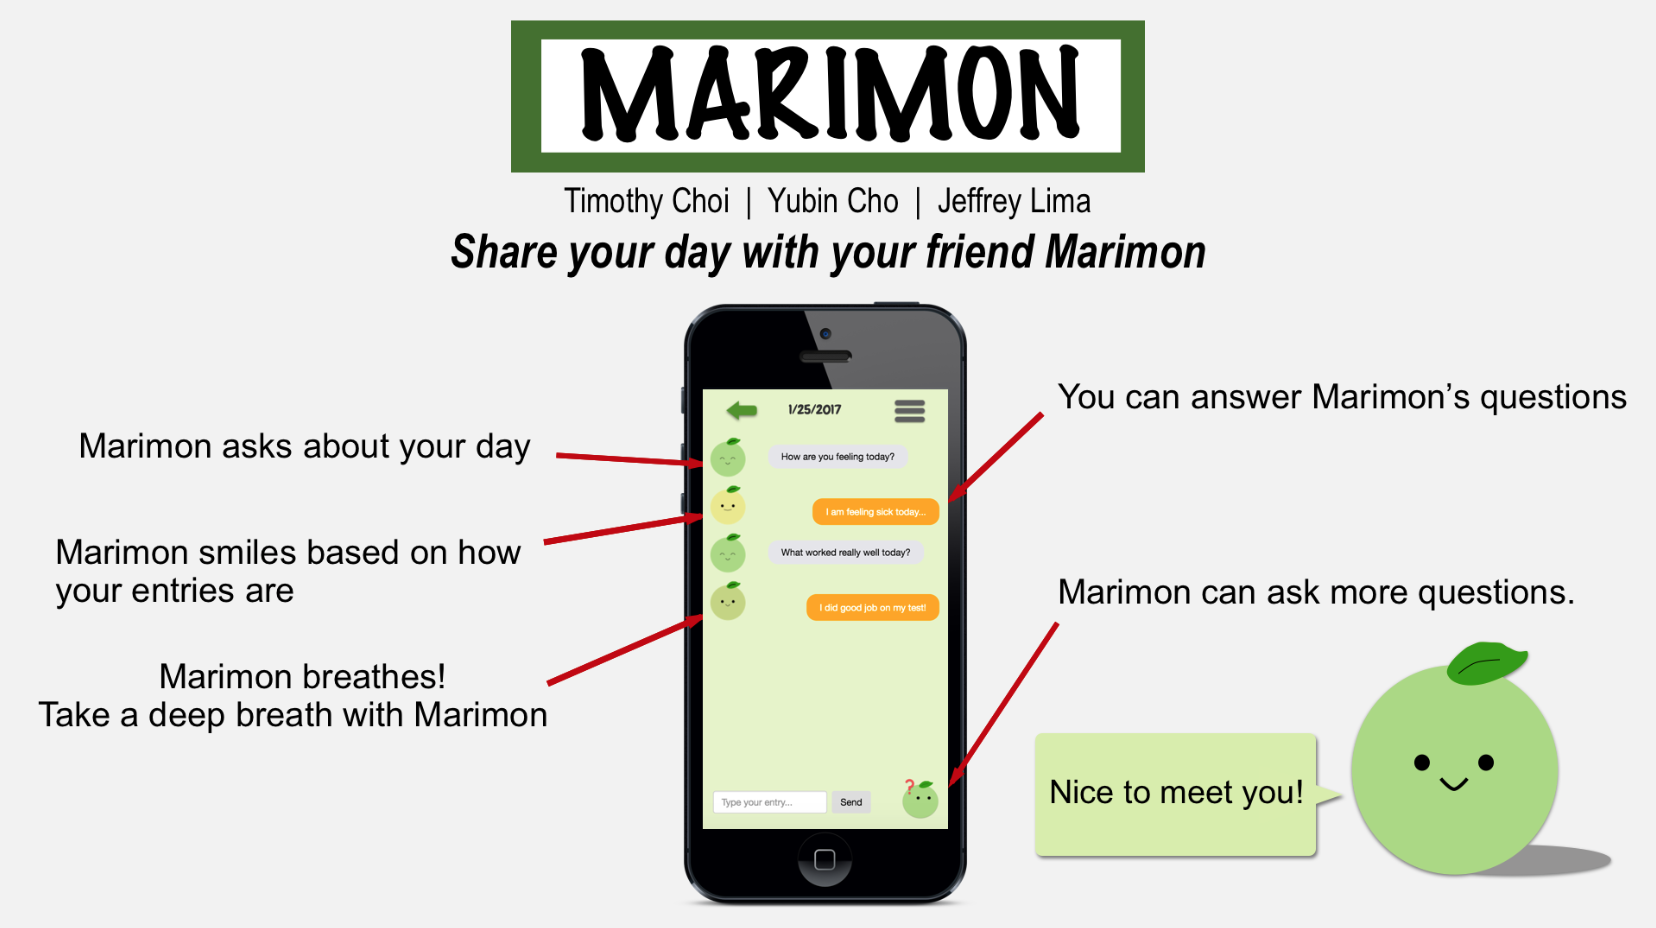 MARIMON
Timothy Choi | Yubin Cho | Jeffrey Lima
Share your day with your friend Marimon
Marimon asks about your day
Marimon smiles based on how
your entries are
Marimon breathes!
Take a deep breath with Marimon
1/25/2017
How are you feeling today?
I am feeling sick today...
What worked really well today?
I did good job on my test!
Type your entry...
Send
?
You can answer Marimon’s questions
Marimon can ask more questions.
Nice to meet you!